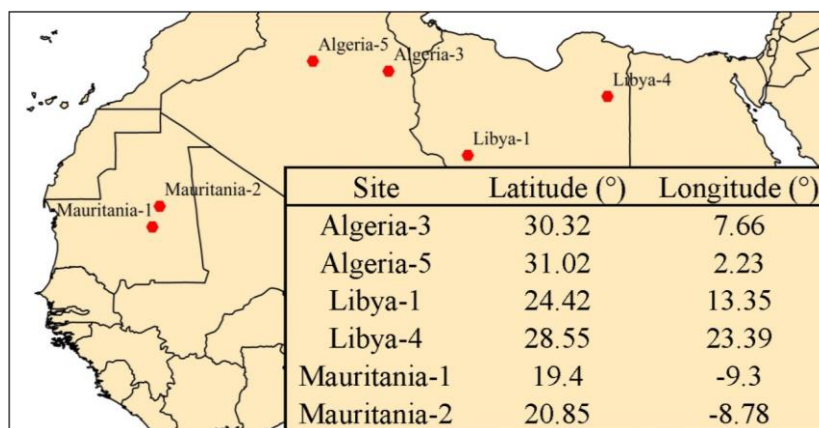 Algeria-5
Algeria-3
Libya-4
Libya-1
Mauritania-2
Mauritania-1
Site Latitude (°) Longitude (°)
Algeria-3 30.32 7.66
Algeria-5 31.02 2.23
Libya-1 24.42 13.35
Libya-4 28.55 23.39
Mauritania-1 19.4 -9.3
Mauritania-2 20.85 -8.78